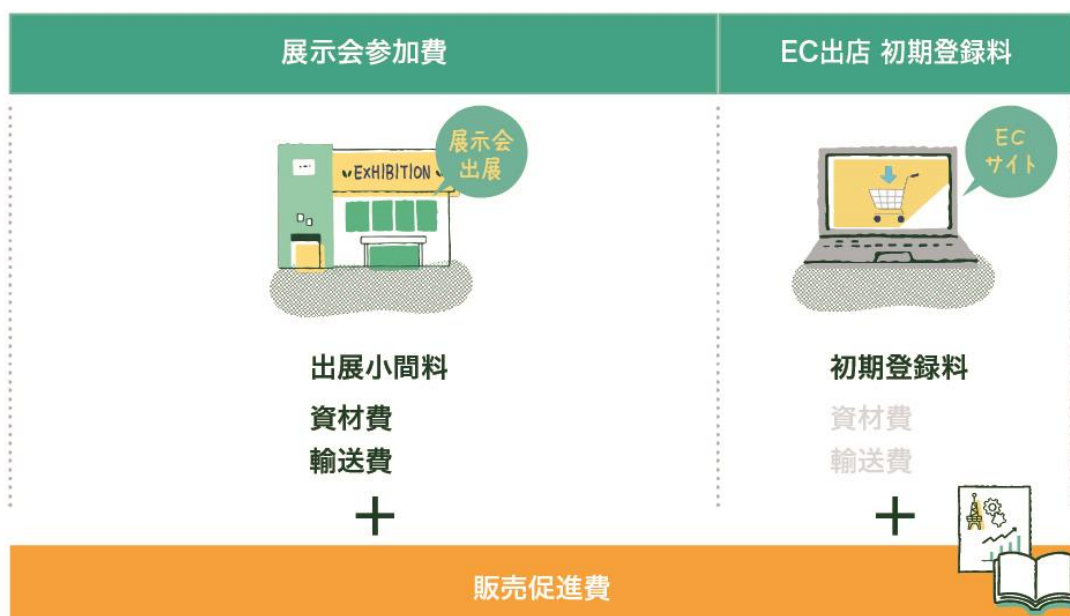 展示会参加費
EC出店 初期登録料
EXHIBITION
展示会
出展
EC
サイト
出展小間料
資材費
輸送費
+
初期登録料
資材費
輸送費
+
販売促進費